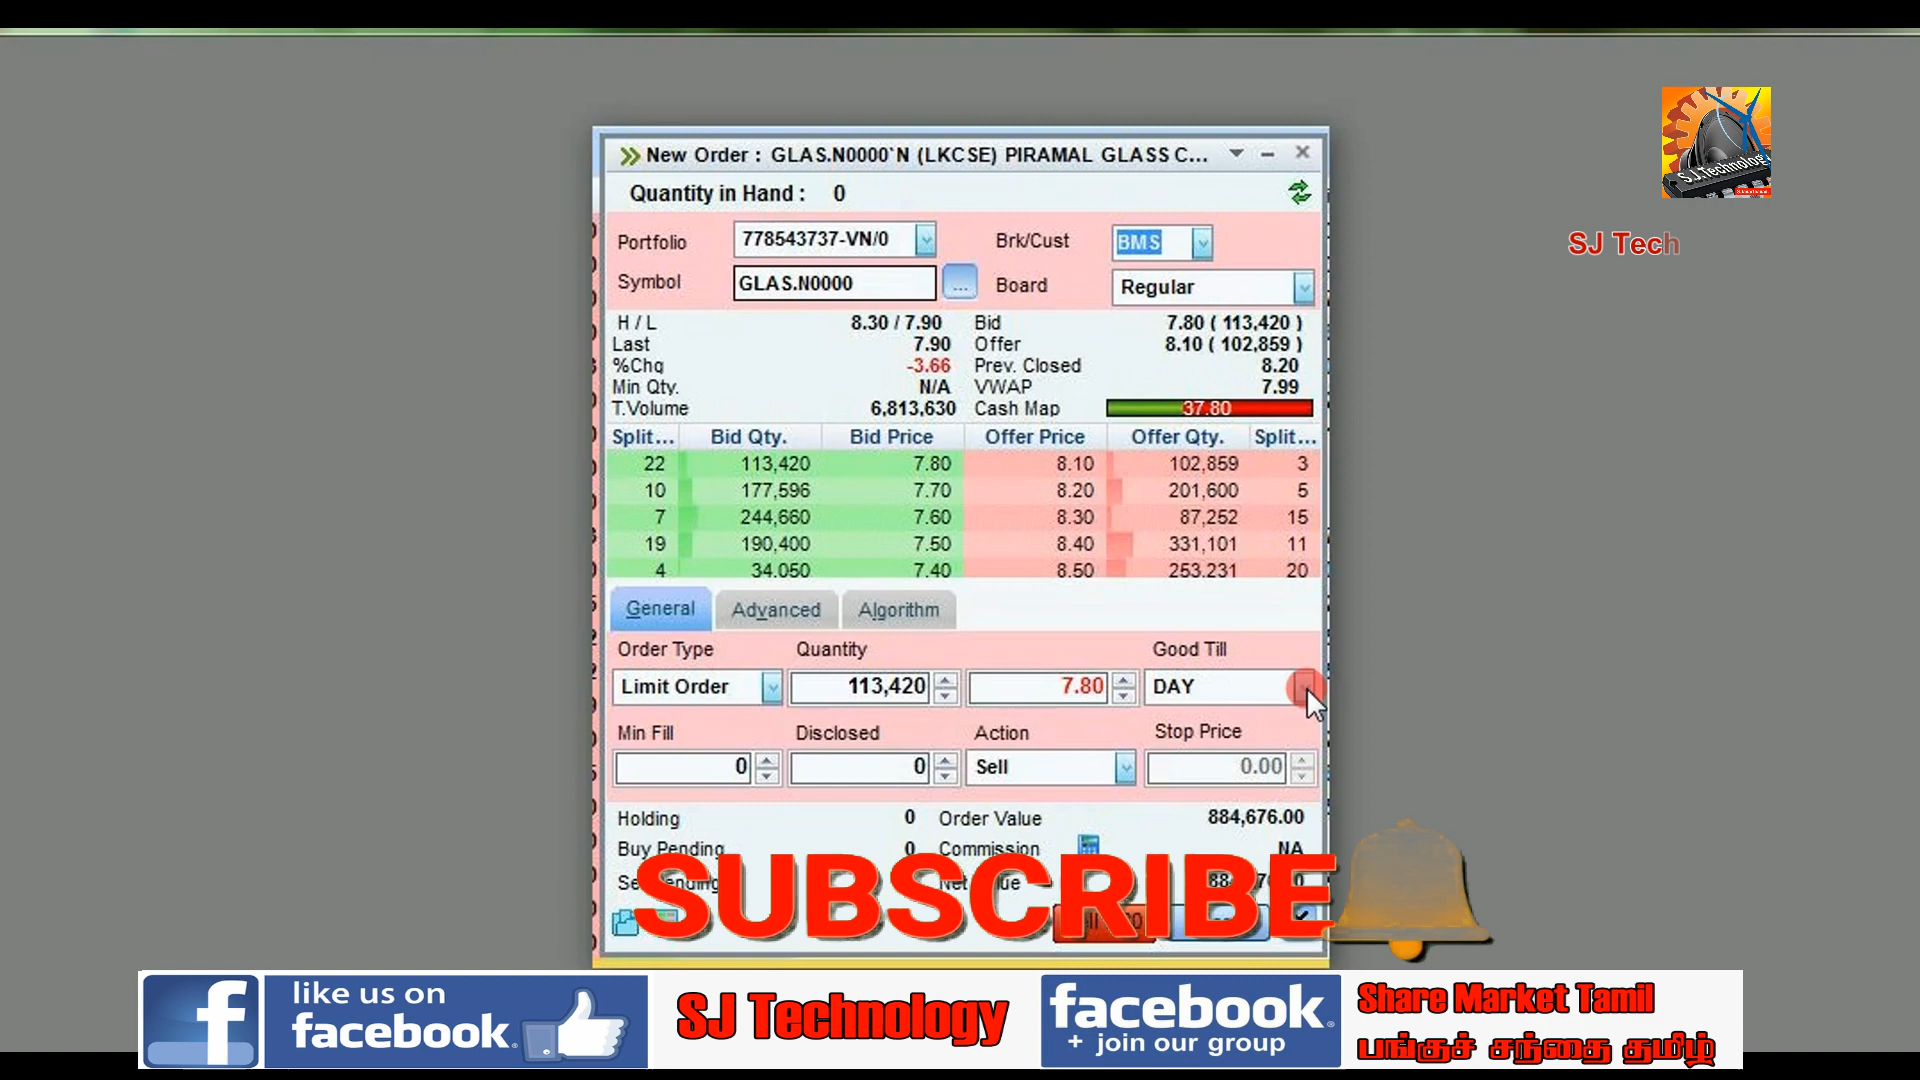 New Order : GLAS.N0000`N (LKCSE) PIRAMAL GLASS C...
Quantity in Hand : 0
S.J.Technology
Portfolio 778543737-VN/0 Brk/Cust BMS
SJ Tech
Symbol GLAS.N0000 ... Board Regular
H / L 8.30 / 7.90 Bid 7.80 ( 113,420 )
Last 7.90 Offer 8.10 ( 102,859 )
%Chg -3.66 Prev. Closed 8.20
Min Qty. N/A VWAP 7.99
T.Volume 6,813,630 Cash Map 37.80
Split... Bid Qty. Bid Price Offer Price Offer Qty. Split...
22 113,420 7.80 8.10 102,859 3
10 177,596 7.70 8.20 201,600 5
7 244,660 7.60 8.30 87,252 15
19 190,400 7.50 8.40 331,101 11
4 34,050 7.40 8.50 253,231 20
General Advanced Algorithm
Order Type Quantity Good Till
Limit Order 113,420 7.80 DAY
Min Fill Disclosed Action Stop Price
0 0 Sell 0.00
Holding 0 Order Value 884,676.00
Buy Pending 0 Commission NA
SUBSCRIBE
like us on
facebook.
SJ Technology
facebook.
+ join our group
Share Market Tamil
பங்குச் சந்தை தமிழ்